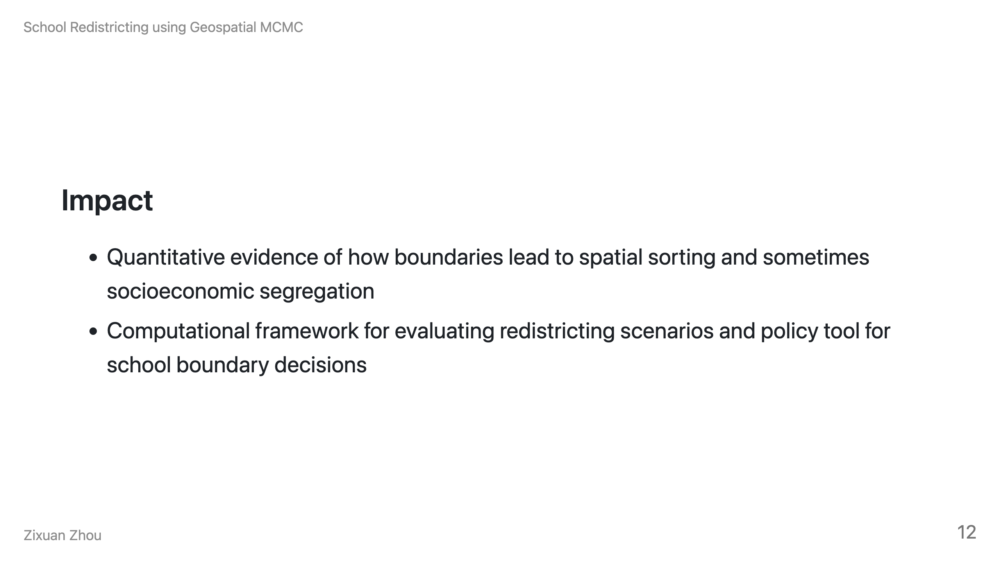 School Redistricting using Geospatial MCMC
Impact
• Quantitative evidence of how boundaries lead to spatial sorting and sometimes
socioeconomic segregation
• Computational framework for evaluating redistricting scenarios and policy tool for
school boundary decisions
Zixuan Zhou
12